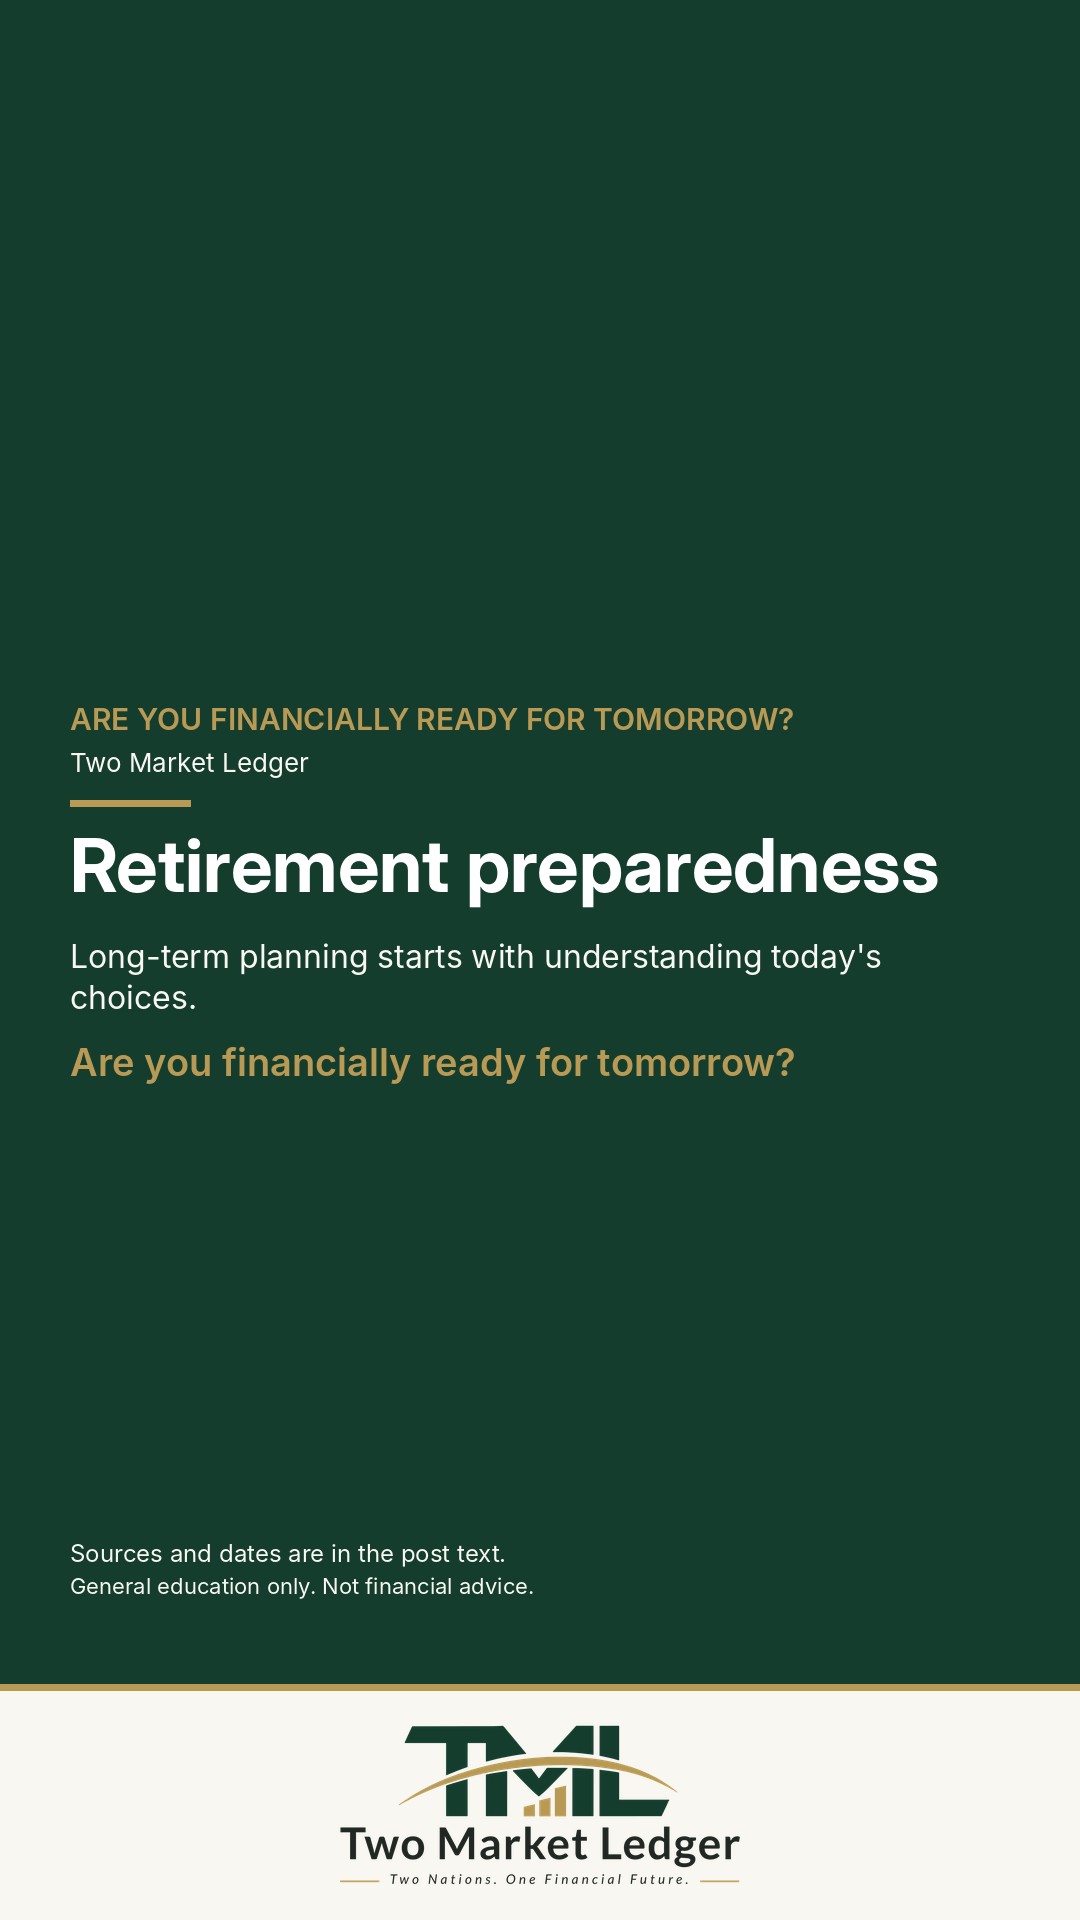 ARE YOU FINANCIALLY READY FOR TOMORROW?
Two Market Ledger
Retirement preparedness
Long-term planning starts with understanding today's
choices.
Are you financially ready for tomorrow?
Sources and dates are in the post text.
General education only. Not financial advice.
TML
Two Market Ledger
Two Nations. One Financial Future.